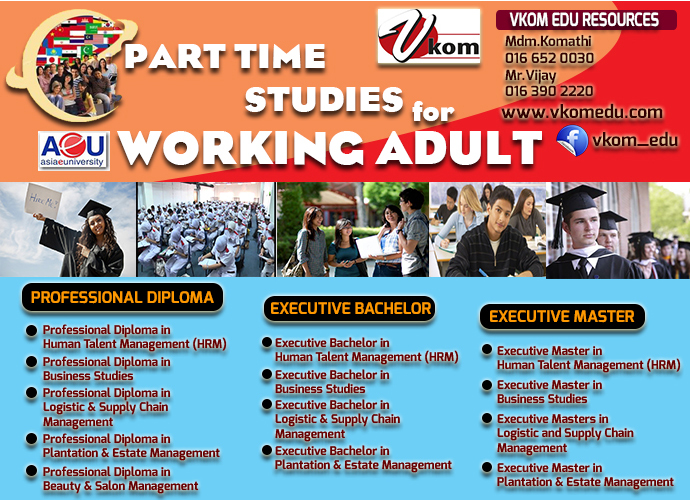 PART TIME
STUDIES for
WORKING ADULT
Vkom
VKOM EDU RESOURCES
Mdm.Komathi
016 652 0030
Mr.Vijay
016 390 2220
www.vkomedu.com
vkom_edu
AeU
asiaeuniversity
Hire Me!
PROFESSIONAL DIPLOMA
Professional Diploma in
Human Talent Management (HRM)
Professional Diploma in
Business Studies
Professional Diploma in
Logistic & Supply Chain
Management
Professional Diploma in
Plantation & Estate Management
Professional Diploma in
Beauty & Salon Management
EXECUTIVE BACHELOR
Executive Bachelor in
Human Talent Management (HRM)
Executive Bachelor in
Business Studies
Executive Bachelor in
Logistic & Supply Chain
Management
Executive Bachelor in
Plantation & Estate Management
EXECUTIVE MASTER
Executive Master in
Human Talent Management (HRM)
Executive Master in
Business Studies
Executive Masters in
Logistic and Supply Chain
Management
Executive Master in
Plantation & Estate Management